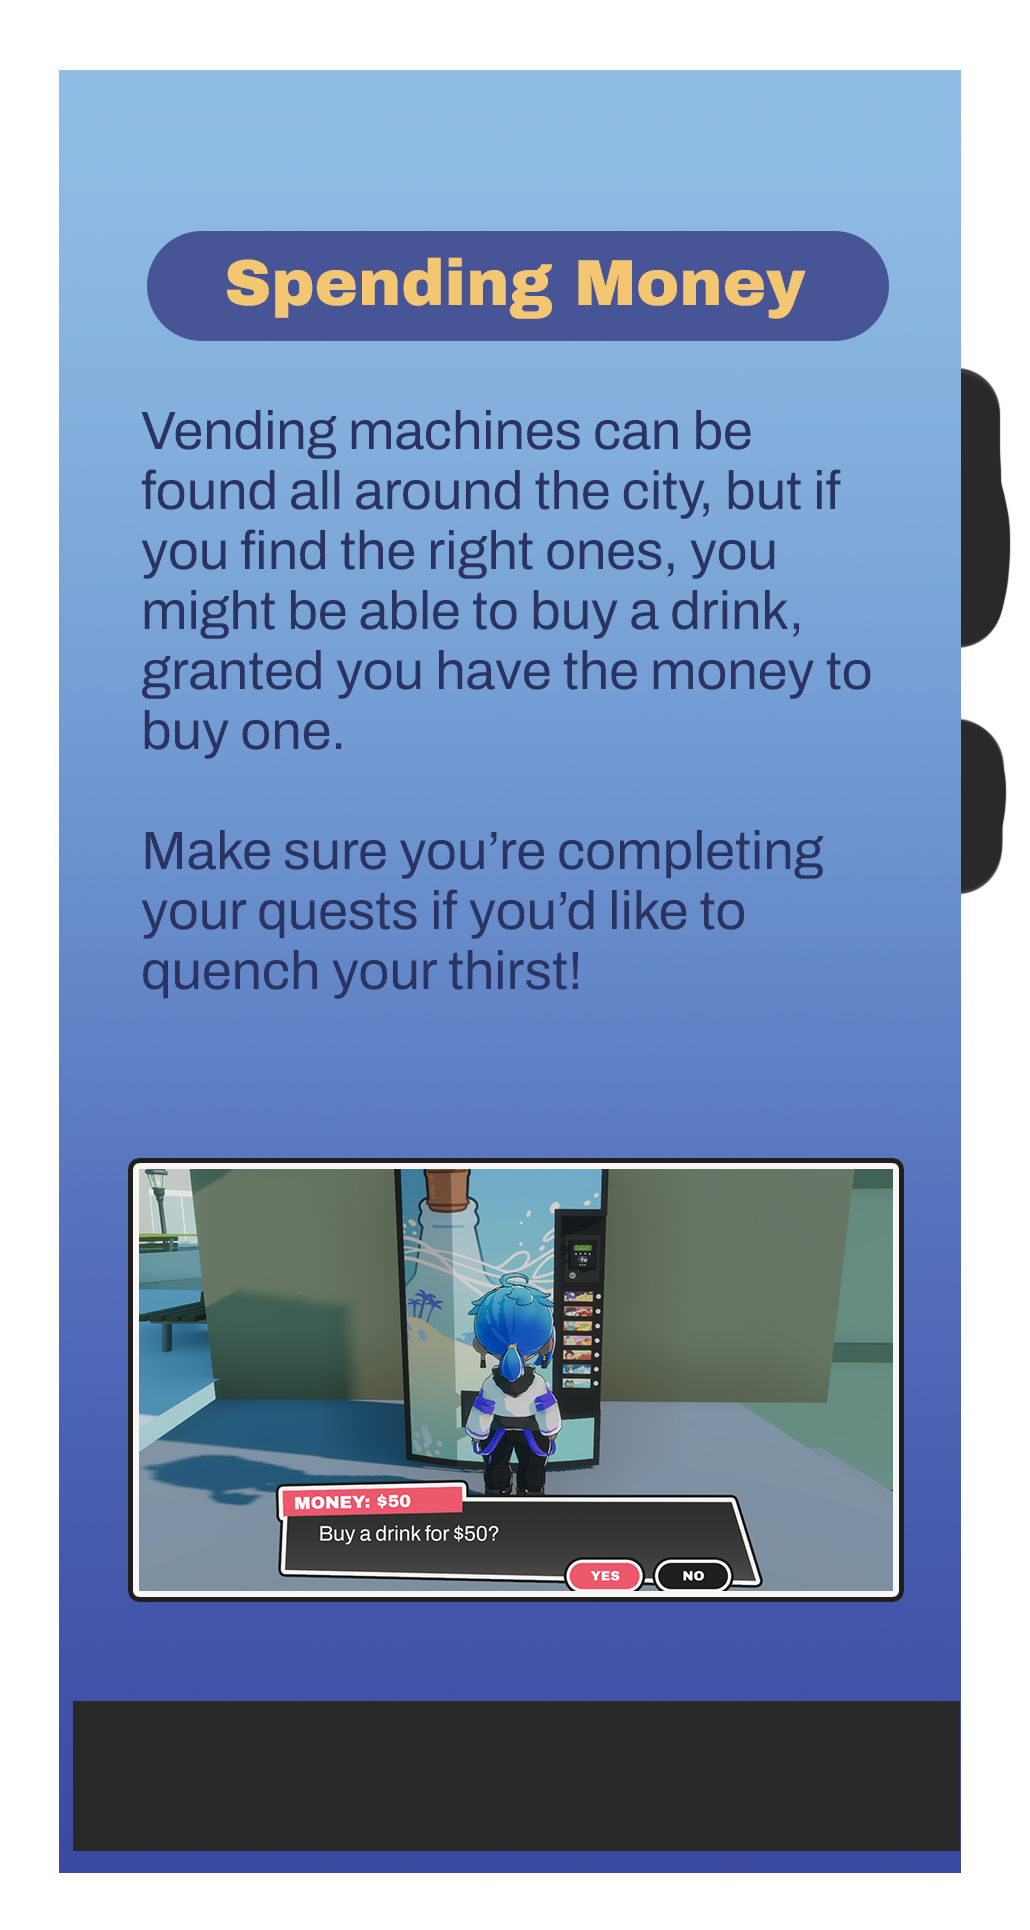 Spending Money
Vending machines can be
found all around the city, but if
you find the right ones, you
might be able to buy a drink,
granted you have the money to
buy one.
Make sure you’re completing
your quests if you’d like to
quench your thirst!
MONEY: $50
Buy a drink for $50?
YES NO